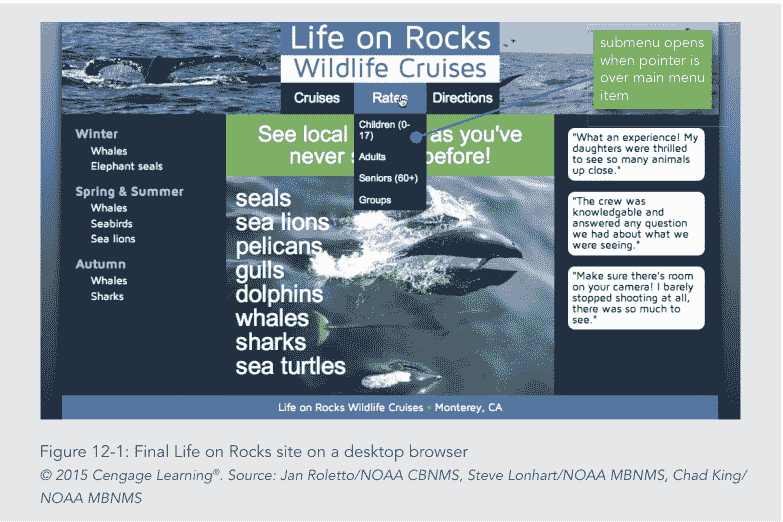 Life on Rocks
Wildlife Cruises
Cruises
Rates
Directions
submenu opens
when pointer is
over main menu
item
Winter
Whales
Elephant seals
Spring & Summer
Whales
Seabirds
Sea lions
Autumn
Whales
Sharks
Children (0-
17)
Adults
Seniors (60+)
Groups
See local as you've
never before!
seals
sea lions
pelicans
gulls
dolphins
whales
sharks
sea turtles
"What an experience! My
daughters were thrilled
to see so many animals
up close."
"The crew was
knowledgable and
answered any question
we had about what we
were seeing."
"Make sure there's room
on your camera! I barely
stopped shooting at all,
there was so much to
see."
Life on Rocks Wildlife Cruises • Monterey, CA
Figure 12-1: Final Life on Rocks site on a desktop browser
© 2015 Cengage Learning®. Source: Jan Roletto/NOAA CBNMS, Steve Lonhart/NOAA MBNMS, Chad King/
NOAA MBNMS